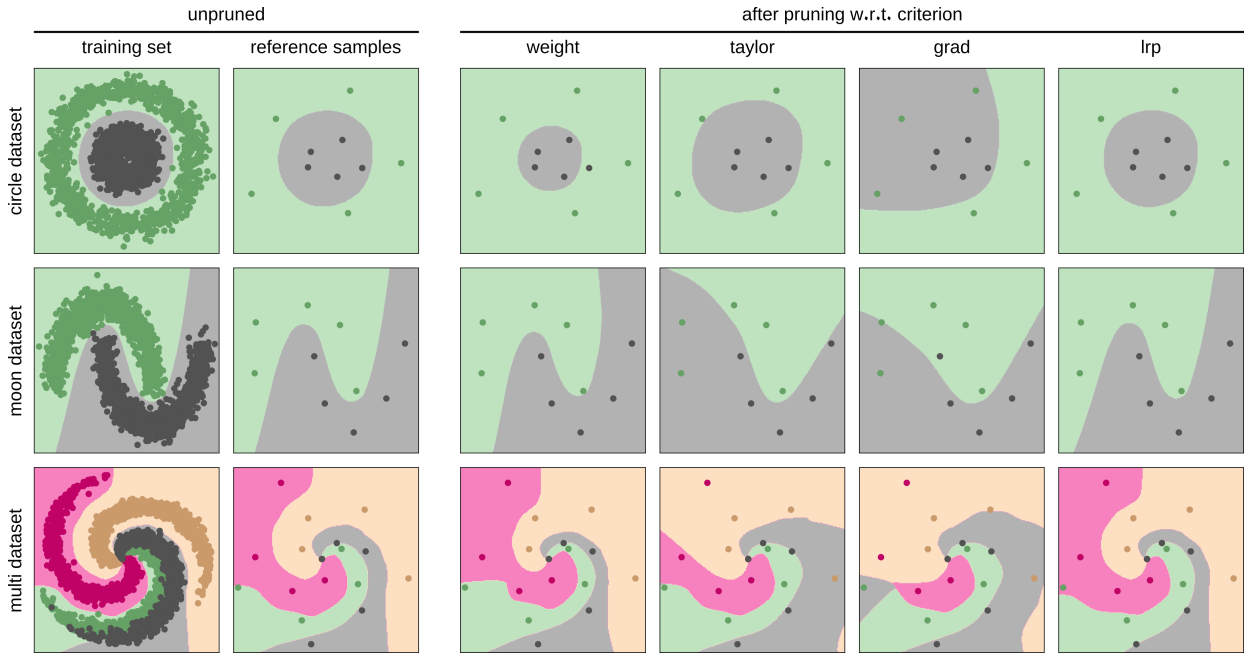 unpruned
after pruning w.r.t. criterion
training set
reference samples
weight
taylor
grad
lrp
circle dataset
moon dataset
multi dataset